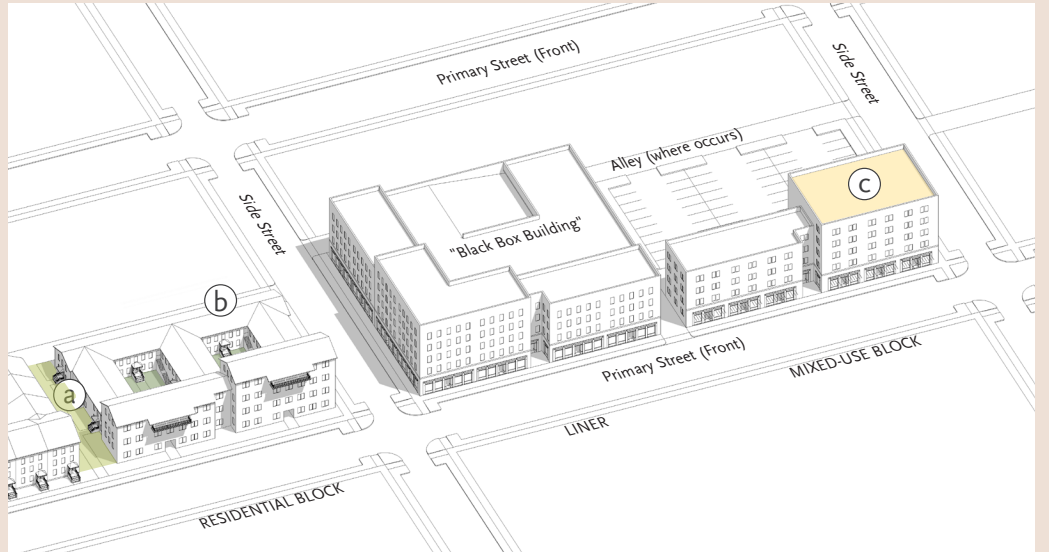 Primary Street (Front)
Side Street
Alley (where occurs)
c
Side Street
"Black Box Building"
b
a
Primary Street (Front)
MIXED-USE BLOCK
LINER
RESIDENTIAL BLOCK